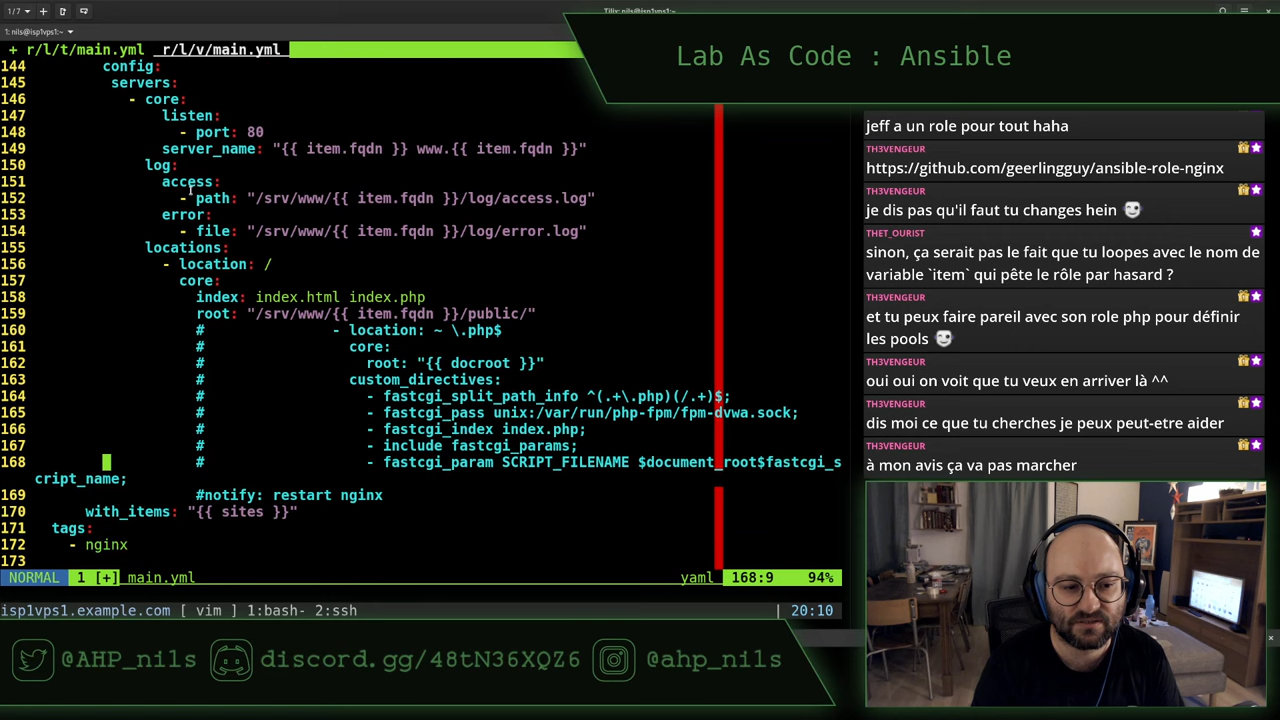 1/7
Tilix: nils@isp1vps1:~
1: nils@isp1vps1:~
+ r/l/t/main.yml  r/l/v/main.yml
Lab As Code : Ansible
144 config:
145 servers:
146 - core:
147 listen:
148 - port: 80
149 server_name: "{{ item.fqdn }} www.{{ item.fqdn }}"
150 log:
151 access:
152 - path: "/srv/www/{{ item.fqdn }}/log/access.log"
153 error:
154 - file: "/srv/www/{{ item.fqdn }}/log/error.log"
155 locations:
156 - location: /
157 core:
158 index: index.html index.php
159 root: "/srv/www/{{ item.fqdn }}/public/"
160 # - location: ~ \.php$
161 # core:
162 # root: "{{ docroot }}"
163 # custom_directives:
164 # - fastcgi_split_path_info ^(.+\.php)(/.+)$;
165 # - fastcgi_pass unix:/var/run/php-fpm/fpm-dvwa.sock;
166 # - fastcgi_index index.php;
167 # - include fastcgi_params;
168 # - fastcgi_param SCRIPT_FILENAME $document_root$fastcgi_s
cript_name;
169 #notify: restart nginx
170 with_items: "{{ sites }}"
171 tags:
172 - nginx
173
NORMAL 1 [+] main.yml yaml 168:9 94%
isp1vps1.example.com [ vim ] 1:bash- 2:ssh | 20:10
jeff a un role pour tout haha
TH3VENGEUR
https://github.com/geerlingguy/ansible-role-nginx
TH3VENGEUR
je dis pas qu'il faut tu changes hein
THET_OURIST
sinon, ça serait pas le fait que tu loopes avec le nom de
variable `item` qui pête le rôle par hasard ?
TH3VENGEUR
et tu peux faire pareil avec son role php pour définir
les pools
TH3VENGEUR
oui oui on voit que tu veux en arriver là ^^
TH3VENGEUR
dis moi ce que tu cherches je peux peut-etre aider
TH3VENGEUR
à mon avis ça va pas marcher
@AHP_nils discord.gg/48tN36XQZ6 @ahp_nils